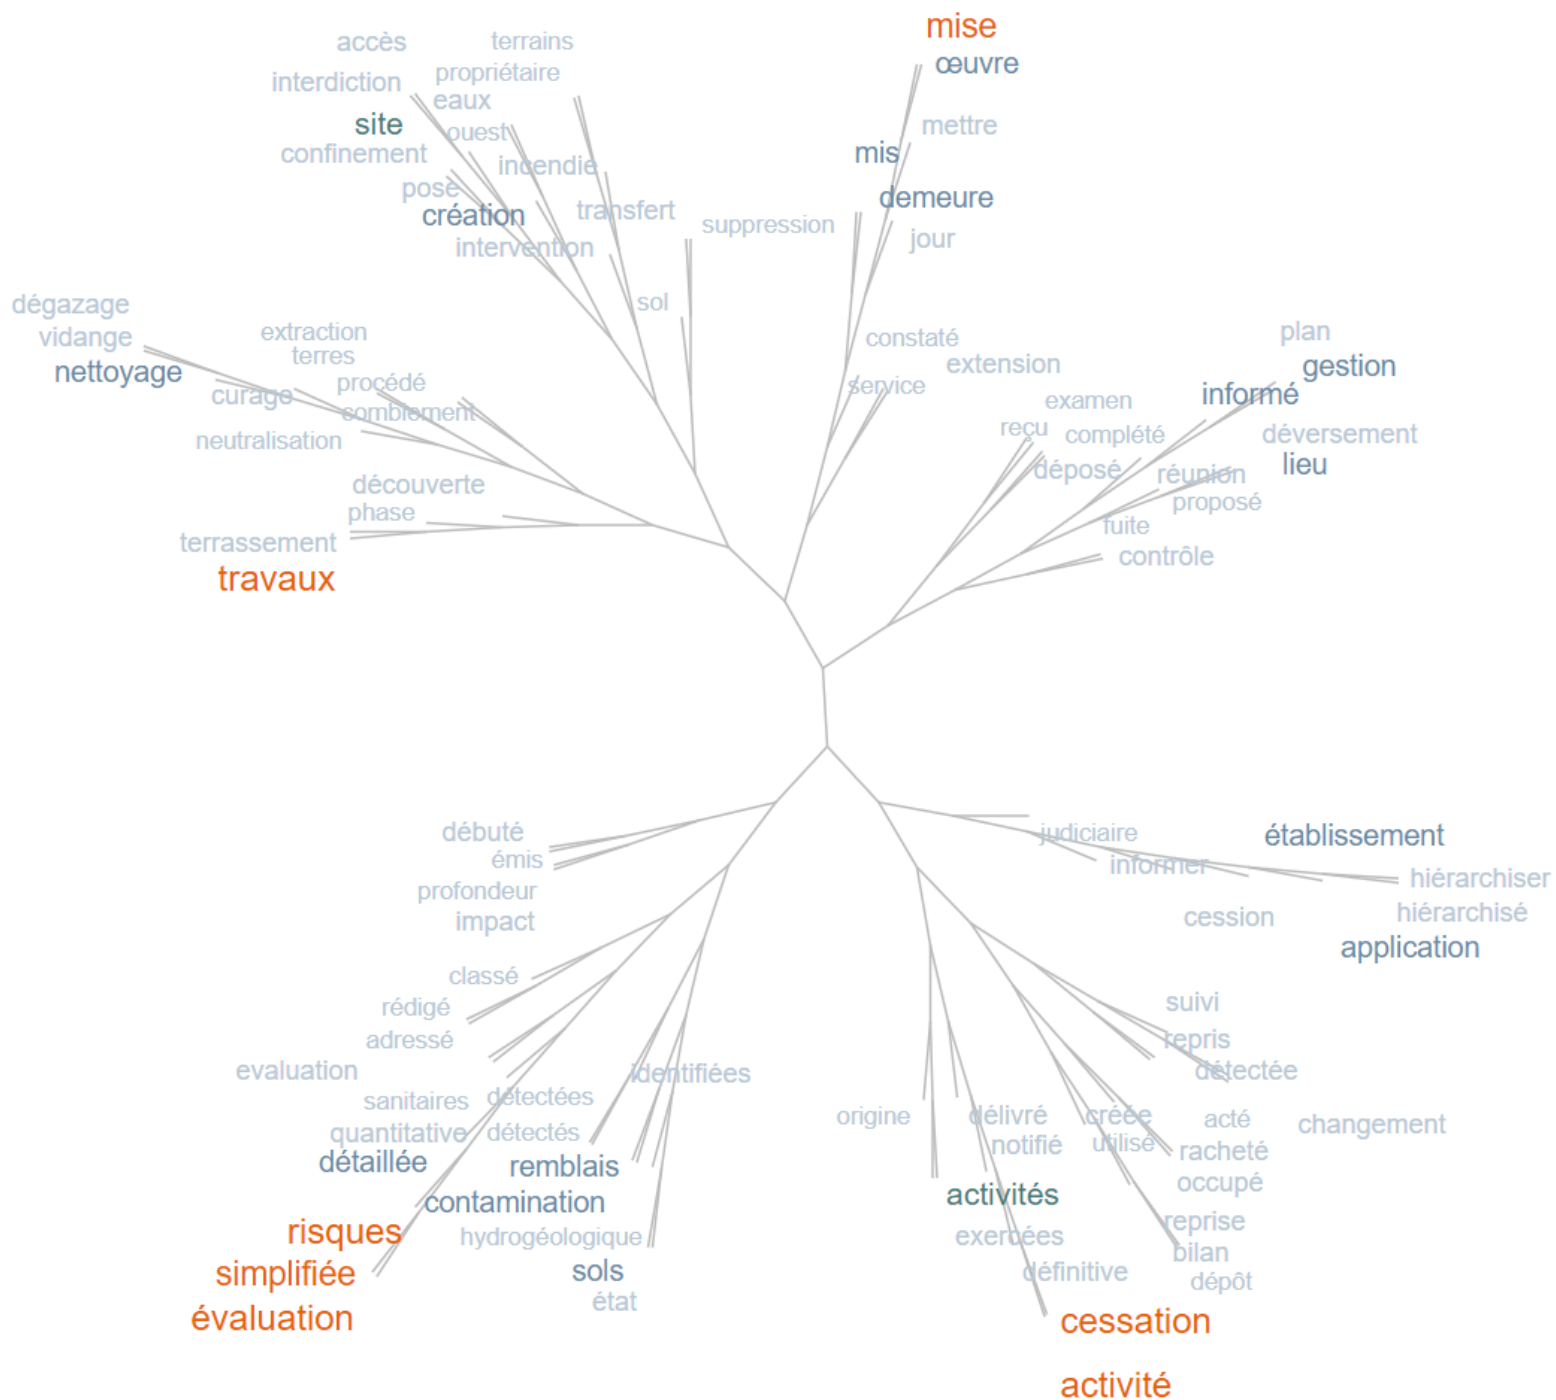 mise
accès
terrains
œuvre
interdiction
propriétaire
eaux
site
ouest
mettre
confinement
incendie
mis
pose
création
transfert
demeure
intervention
suppression
jour
dégazage
sol
vidange
extraction
constaté
plan
nettoyage
terres
extension
gestion
curage
procédé
service
informé
comblement
examen
neutralisation
reçu
complété
déversement
découverte
déposé
réunion
lieu
phase
proposé
terrassement
fuite
travaux
contrôle
débuté
judiciaire
établissement
émis
informer
hiérarchiser
profondeur
hiérarchisé
impact
cession
application
classé
suivi
rédigé
repris
adressé
détectée
evaluation
identifiées
sanitaires
détectées
origine
délivré
créée
acté
changement
quantitative
détectés
notifié
utilisé
racheté
détaillée
remblais
occupé
contamination
activités
risques
hydrogéologique
exercées
reprise
simplifiée
sols
définitive
bilan
état
dépôt
évaluation
cessation
activité